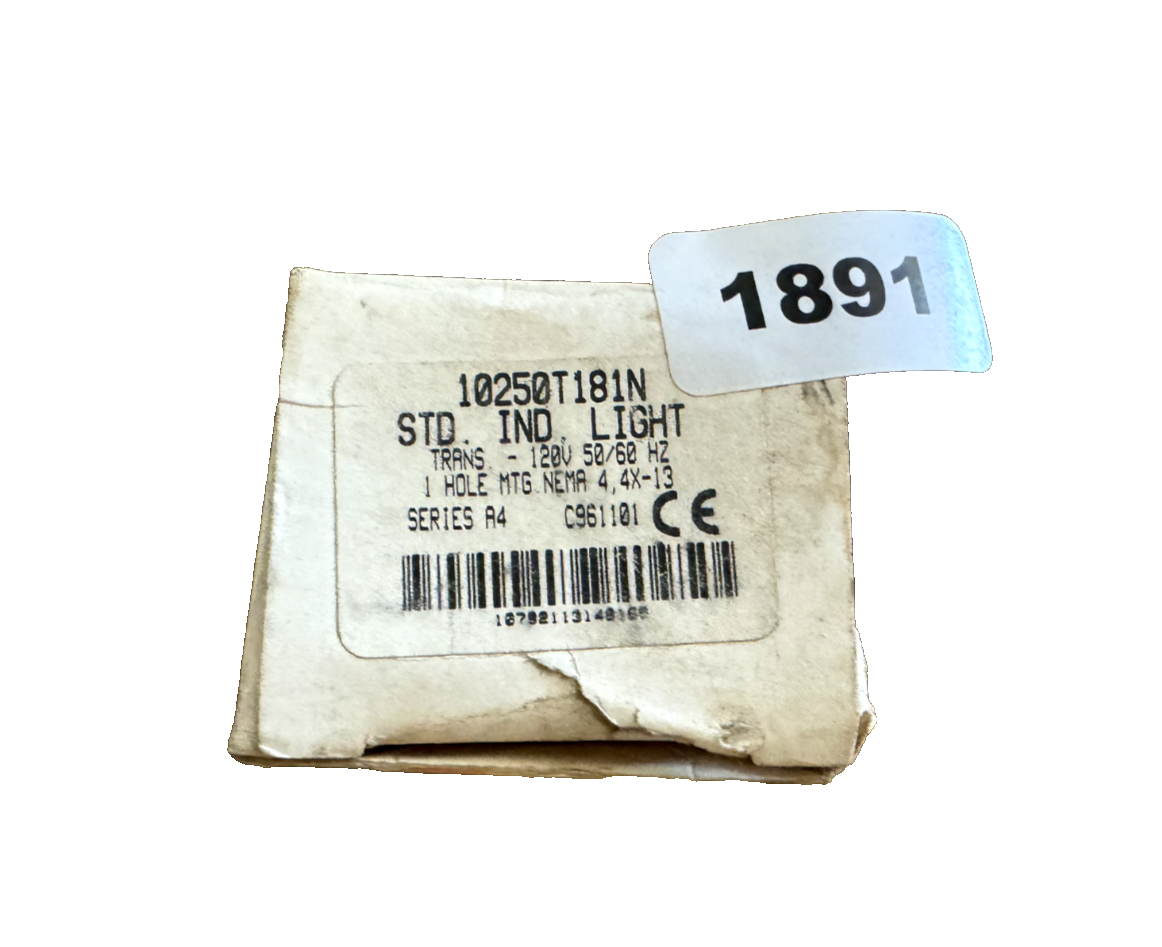 1891
10250T181N
STD. IND. LIGHT
TRANS. - 120V 50/60 HZ
1 HOLE MTG.NEMA 4,4X-13
SERIES A4 C961101 CE